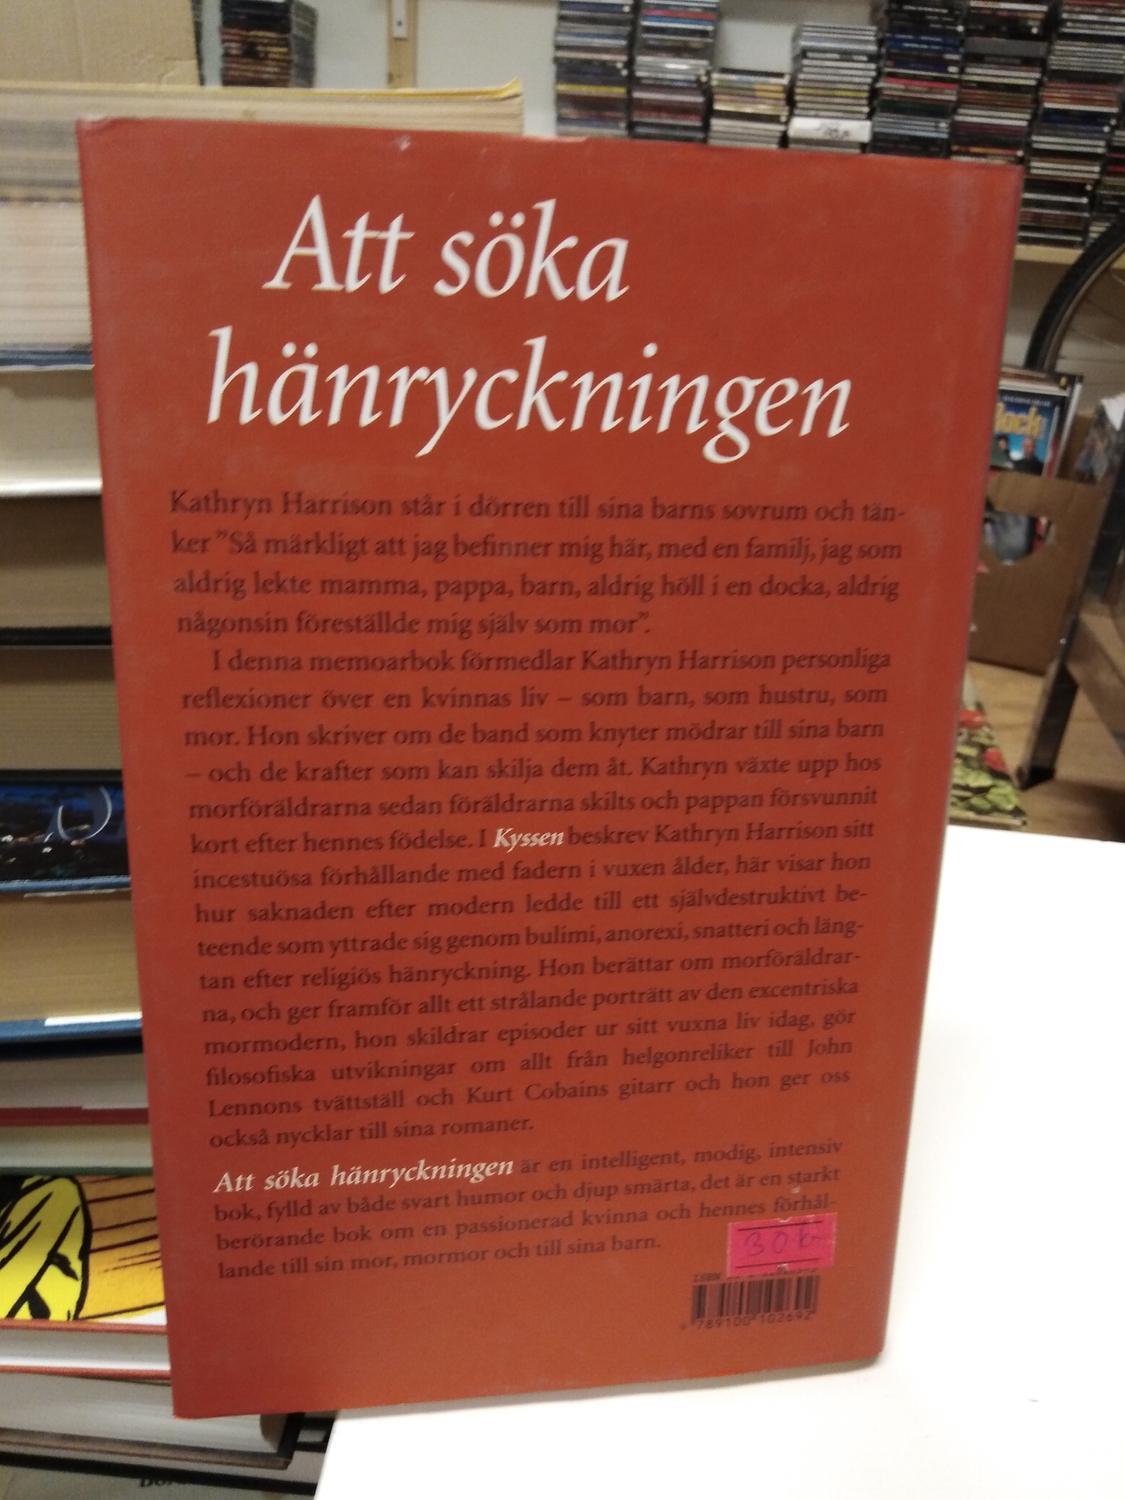 Att söka
hänryckningen
Kathryn Harrison står i dörren till sina barns sovrum och tän-
ker ”Så märkligt att jag befinner mig här, med en familj, jag som
aldrig lekte mamma, pappa, barn, aldrig höll i en docka, aldrig
någonsin föreställde mig själv som mor”.
I denna memoarbok förmedlar Kathryn Harrison personliga
reflexioner över en kvinnas liv – som barn, som hustru, som
mor. Hon skriver om de band som knyter mödrar till sina barn
– och de krafter som kan skilja dem åt. Kathryn växte upp hos
morföräldrarna sedan föräldrarna skilts och pappan försvunnit
kort efter hennes födelse. I Kyssen beskrev Kathryn Harrison sitt
incestuösa förhållande med fadern i vuxen ålder, här visar hon
hur saknaden efter modern ledde till ett självdestruktivt be-
teende som yttrade sig genom bulimi, anorexi, snatteri och läng-
tan efter religiös hänryckning. Hon berättar om morföräldrar-
na, och ger framför allt ett strålande porträtt av den excentriska
mormodern, hon skildrar episoder ur sitt vuxna liv idag, gör
filosofiska utvikningar om allt från helgonreliker till John
Lennons tvättställ och Kurt Cobains gitarr och hon ger oss
också nycklar till sina romaner.
Att söka hänryckningen är en intelligent, modig, intensiv
bok, fylld av både svart humor och djup smärta, det är en starkt
berörande bok om en passionerad kvinna och hennes förhål-
lande till sin mor, mormor och till sina barn.
30 kr
ISBN
9 789100 102692
Rock